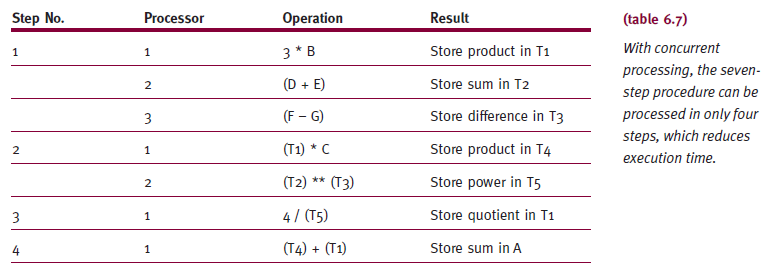 Step No. Processor Operation Result
1 1 3 * B Store product in T1
2 (D + E) Store sum in T2
3 (F – G) Store difference in T3
2 1 (T1) * C Store product in T4
2 (T2) ** (T3) Store power in T5
3 1 4 / (T5) Store quotient in T1
4 1 (T4) + (T1) Store sum in A
(table 6.7)
With concurrent
processing, the seven-
step procedure can be
processed in only four
steps, which reduces
execution time.